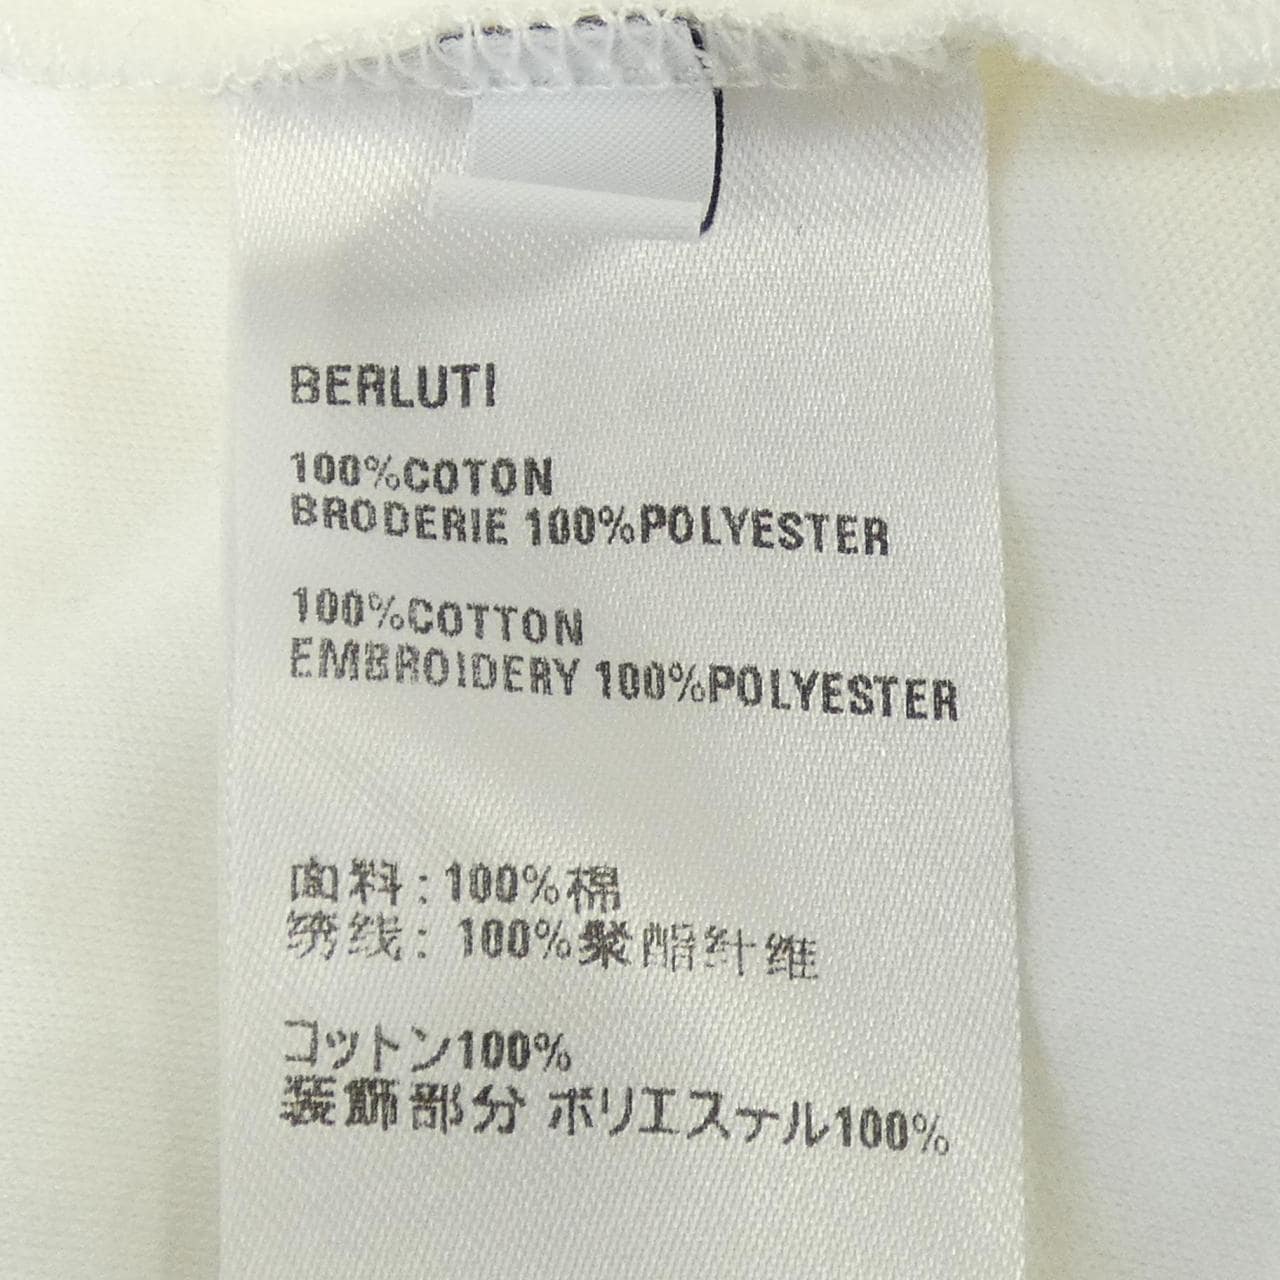 BERLUTI
100%COTON
BRODERIE 100%POLYESTER
100%COTTON
EMBROIDERY 100%POLYESTER
面料:100%棉
绣线:100%聚酯纤维
コットン100%
装飾部分 ポリエステル100%